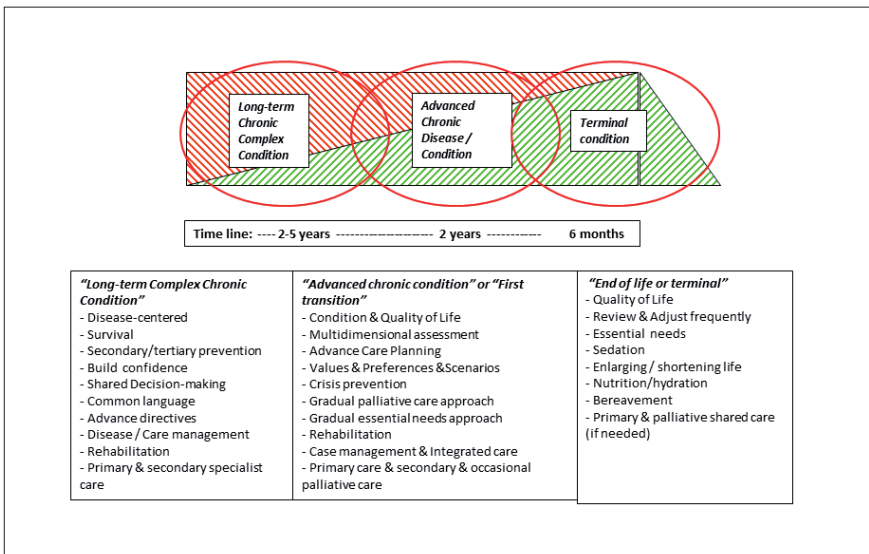 Long-term
Chronic
Complex
Condition
Advanced
Chronic
Disease /
Condition
Terminal
condition
Time line: ---- 2-5 years ---------------------- 2 years ------------ 6 months
“Long-term Complex Chronic
Condition”
- Disease-centered
- Survival
- Secondary/tertiary prevention
- Build confidence
- Shared Decision-making
- Common language
- Advance directives
- Disease / Care management
- Rehabilitation
- Primary & secondary specialist
care
“Advanced chronic condition” or “First
transition”
- Condition & Quality of Life
- Multidimensional assessment
- Advance Care Planning
- Values & Preferences &Scenarios
- Crisis prevention
- Gradual palliative care approach
- Gradual essential needs approach
- Rehabilitation
- Case management & Integrated care
- Primary care & secondary & occasional
palliative care
“End of life or terminal”
- Quality of Life
- Review & Adjust frequently
- Essential needs
- Sedation
- Enlarging / shortening life
- Nutrition/hydration
- Bereavement
- Primary & palliative shared care
(if needed)